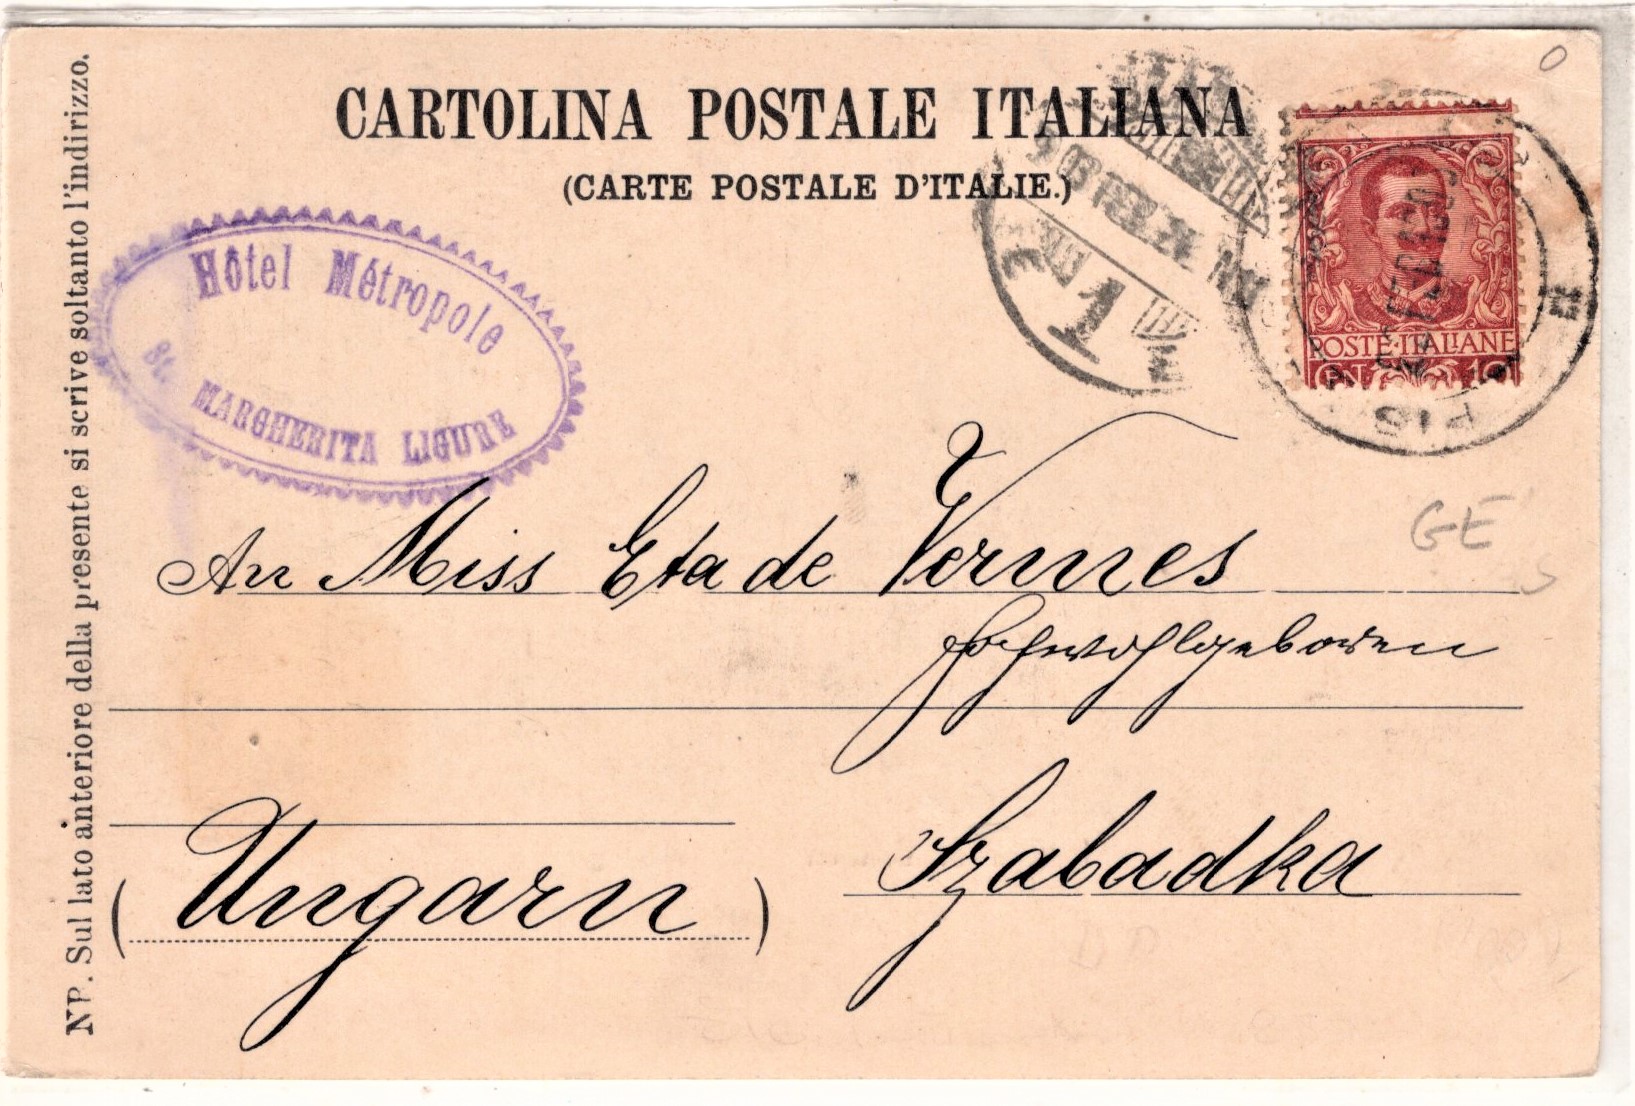 CARTOLINA POSTALE ITALIANA
(CARTE POSTALE D'ITALIE.)
NB. Sul lato anteriore della presente si scrive soltanto l'indirizzo.
Hôtel Métropole
St. MARGHERITA LIGURE
POSTE·ITALIANE
1
GE
An Miss Eta de Vermes
Hochwohlgeboren
Szabadka
(Ungarn)